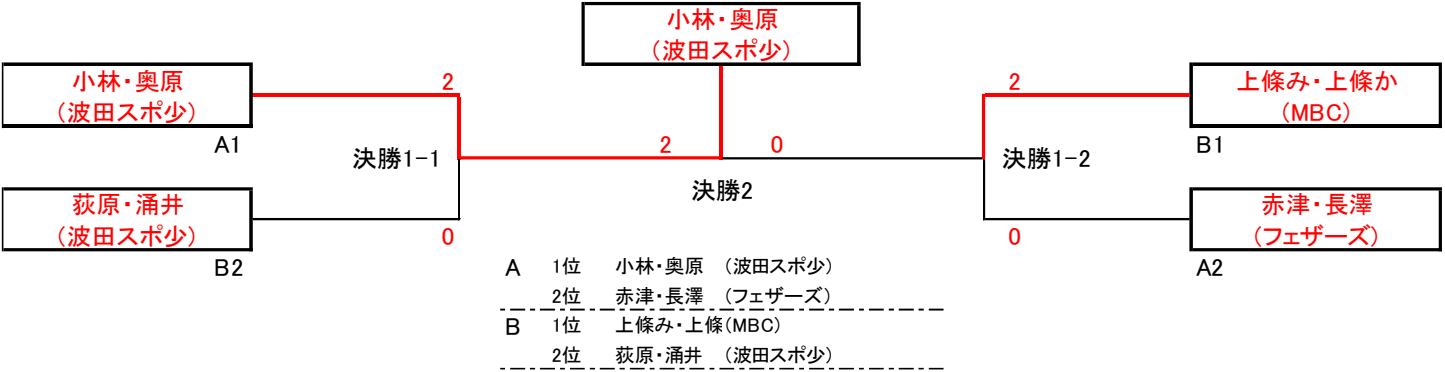 小林・奥原
(波田スポ少)
小林・奥原
(波田スポ少)
A1
2
決勝1-1
2
0
決勝2
2
決勝1-2
上條み・上條か
(MBC)
B1
荻原・涌井
(波田スポ少)
B2
0
0
赤津・長澤
(フェザーズ)
A2
A 1位 小林・奥原 (波田スポ少)
2位 赤津・長澤 (フェザーズ)
B 1位 上條み・上條(MBC)
2位 荻原・涌井 (波田スポ少)